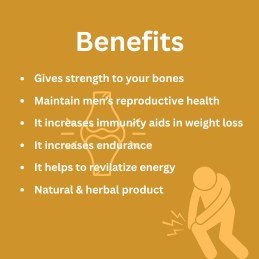 Benefits
• Gives strength to your bones
• Maintain men's reproductive health
• It increases immunity aids in weight loss
• It increases endurance
• It helps to revilatize energy
• Natural & herbal product